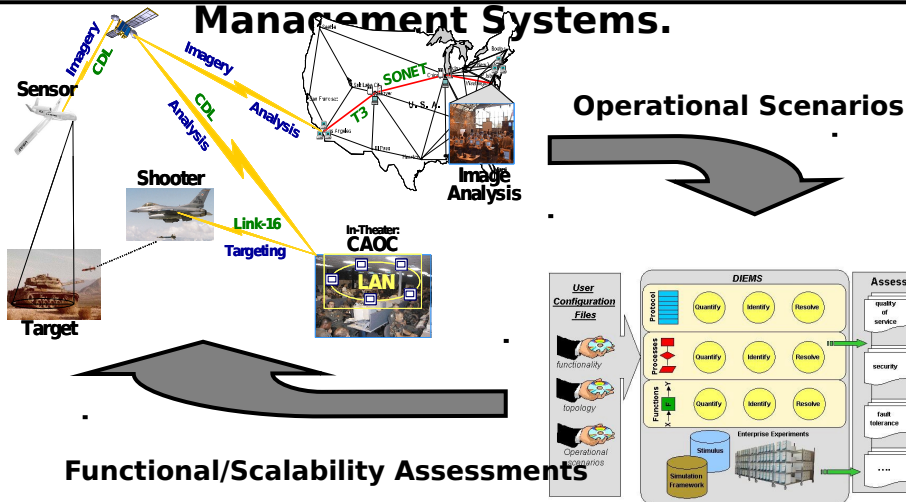 Management Systems.
Imagery
CDL
Sensor
Imagery
Analysis
CDL
Analysis
SONET
T3
U.S.A.
El Paso
Image
Analysis
Operational Scenarios
Shooter
Link-16
Targeting
In-Theater:
CAOC
LAN
Target
User
Configuration
Files
functionality
topology
Operational
scenarios
DIEMS
Protocol
Quantify
Identify
Resolve
Processes
Quantify
Identify
Resolve
Functions
X
F
Y
Quantify
Identify
Resolve
Stimulus
Enterprise Experiments
Simulation
Framework
Assess
quality
of
service
security
fault
tolerance
....
Functional/Scalability Assessments